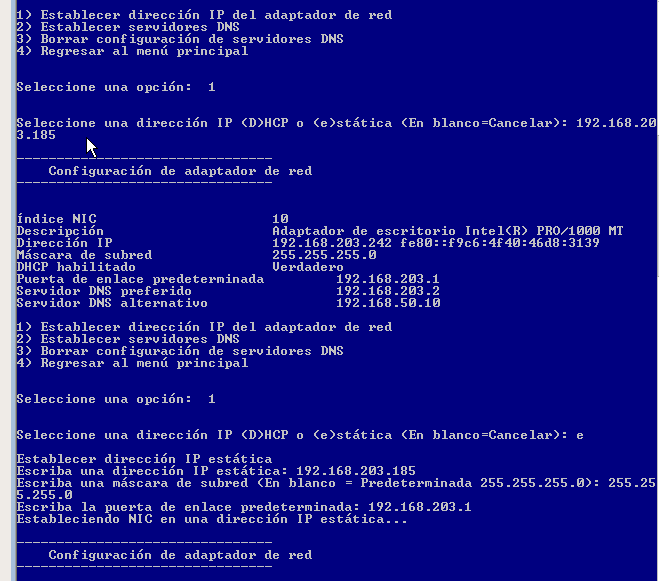 1) Establecer dirección IP del adaptador de red
2) Establecer servidores DNS
3) Borrar configuración de servidores DNS
4) Regresar al menú principal
Seleccione una opción:  1
Seleccione una dirección IP (D)HCP o (e)stática (En blanco=Cancelar): 192.168.20
3.185
--------------------------------
    Configuración de adaptador de red
--------------------------------
Índice NIC                      10
Descripción                     Adaptador de escritorio Intel(R) PRO/1000 MT
Dirección IP                    192.168.203.242 fe80::f9c6:4f40:46d8:3139
Máscara de subred               255.255.255.0
DHCP habilitado                 Verdadero
Puerta de enlace predeterminada         192.168.203.1
Servidor DNS preferido                  192.168.203.2
Servidor DNS alternativo                192.168.50.10
1) Establecer dirección IP del adaptador de red
2) Establecer servidores DNS
3) Borrar configuración de servidores DNS
4) Regresar al menú principal
Seleccione una opción:  1
Seleccione una dirección IP (D)HCP o (e)stática (En blanco=Cancelar): e
Establecer dirección IP estática
Escriba una dirección IP estática: 192.168.203.185
Escriba una máscara de subred (En blanco = Predeterminada 255.255.255.0): 255.25
5.255.0
Escriba la puerta de enlace predeterminada: 192.168.203.1
Estableciendo NIC en una dirección IP estática...
--------------------------------
    Configuración de adaptador de red
--------------------------------